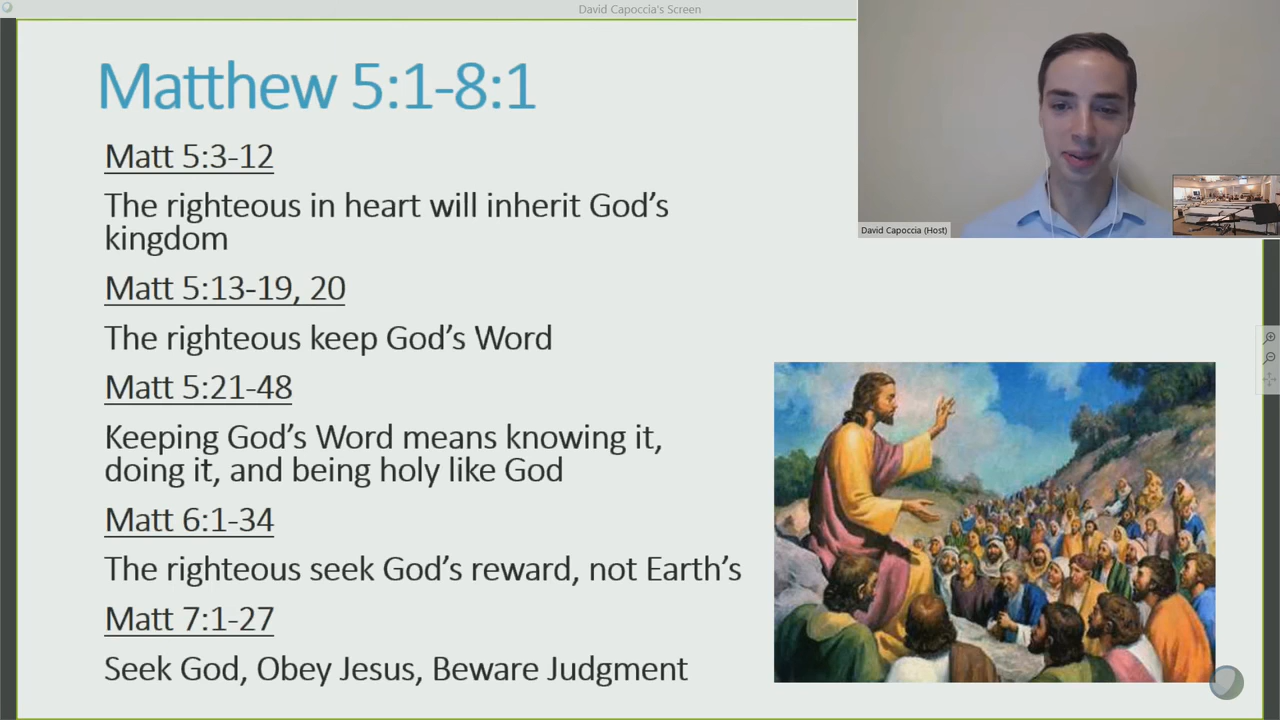 David Capoccia's Screen
Matthew 5:1-8:1
Matt 5:3-12
The righteous in heart will inherit God's
kingdom
Matt 5:13-19, 20
The righteous keep God's Word
Matt 5:21-48
Keeping God's Word means knowing it,
doing it, and being holy like God
Matt 6:1-34
The righteous seek God's reward, not Earth's
Matt 7:1-27
Seek God, Obey Jesus, Beware Judgment
David Capoccia (Host)